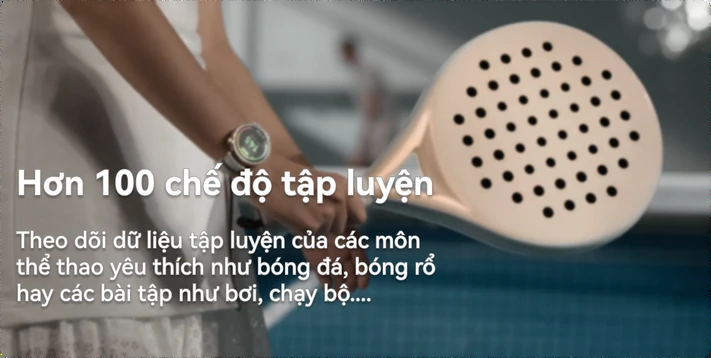 Hơn 100 chế độ tập luyện
Theo dõi dữ liệu tập luyện của các môn
thể thao yêu thích như bóng đá, bóng rổ
hay các bài tập như bơi, chạy bộ....